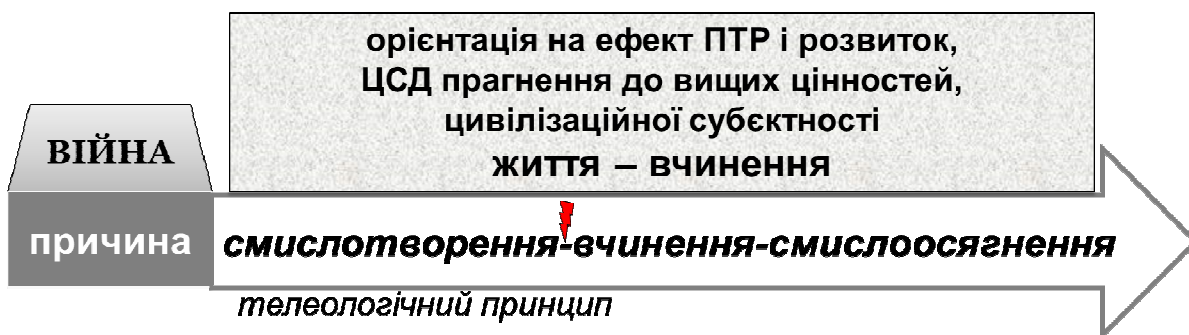 орієнтація на ефект ПТР і розвиток,
ЦСД прагнення до вищих цінностей,
цивілізаційної субєктності
життя – вчинення
ВІЙНА
причина
смислотворення-вчинення-смислоосягнення
телеологічний принцип